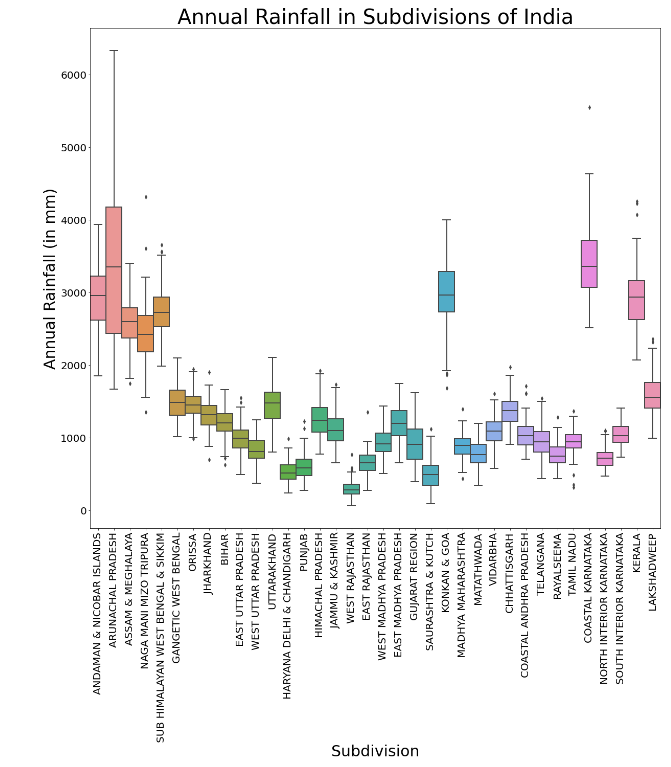 Annual Rainfall in Subdivisions of India
Annual Rainfall (in mm)
6000
5000
4000
3000
2000
1000
0
ANDAMAN & NICOBAR ISLANDS
ARUNACHAL PRADESH
ASSAM & MEGHALAYA
NAGA MANI MIZO TRIPURA
SUB HIMALAYAN WEST BENGAL & SIKKIM
GANGETIC WEST BENGAL
ORISSA
JHARKHAND
BIHAR
EAST UTTAR PRADESH
WEST UTTAR PRADESH
UTTARAKHAND
HARYANA DELHI & CHANDIGARH
PUNJAB
HIMACHAL PRADESH
JAMMU & KASHMIR
WEST RAJASTHAN
EAST RAJASTHAN
WEST MADHYA PRADESH
EAST MADHYA PRADESH
GUJARAT REGION
SAURASHTRA & KUTCH
KONKAN & GOA
MADHYA MAHARASHTRA
MATATHWADA
VIDARBHA
CHHATTISGARH
COASTAL ANDHRA PRADESH
TELANGANA
RAYALSEEMA
TAMIL NADU
COASTAL KARNATAKA
NORTH INTERIOR KARNATAKA
SOUTH INTERIOR KARNATAKA
KERALA
LAKSHADWEEP
Subdivision